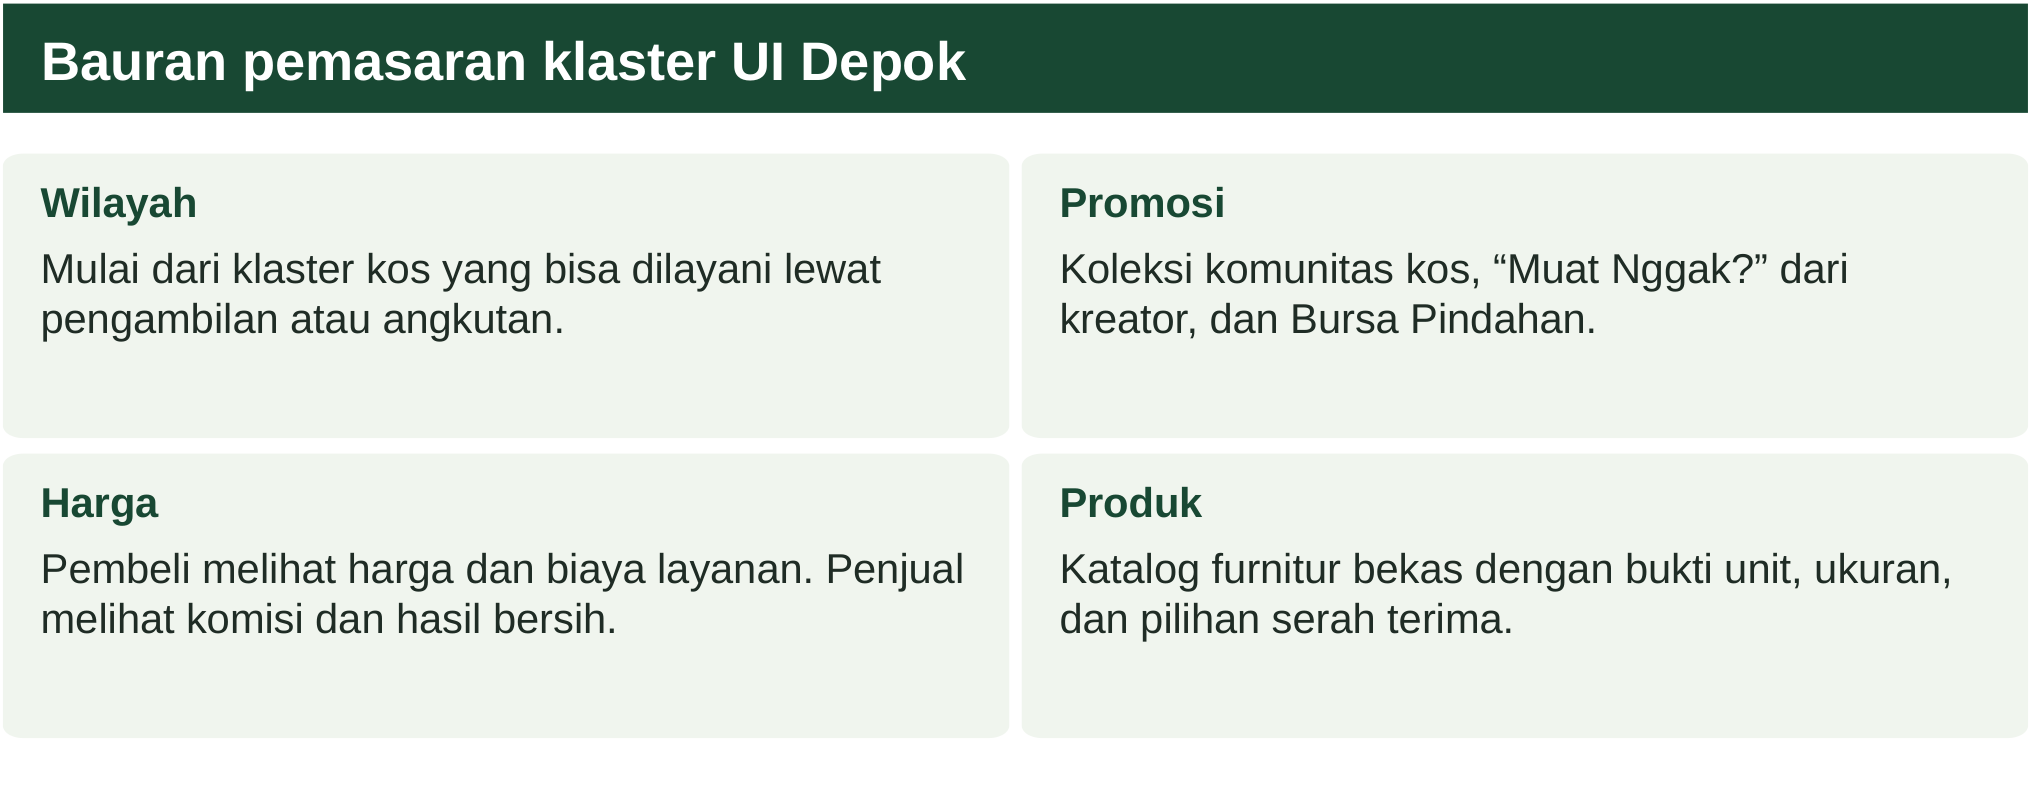 Bauran pemasaran klaster UI Depok
Wilayah
Mulai dari klaster kos yang bisa dilayani lewat
pengambilan atau angkutan.
Promosi
Koleksi komunitas kos, “Muat Nggak?” dari
kreator, dan Bursa Pindahan.
Harga
Pembeli melihat harga dan biaya layanan. Penjual
melihat komisi dan hasil bersih.
Produk
Katalog furnitur bekas dengan bukti unit, ukuran,
dan pilihan serah terima.